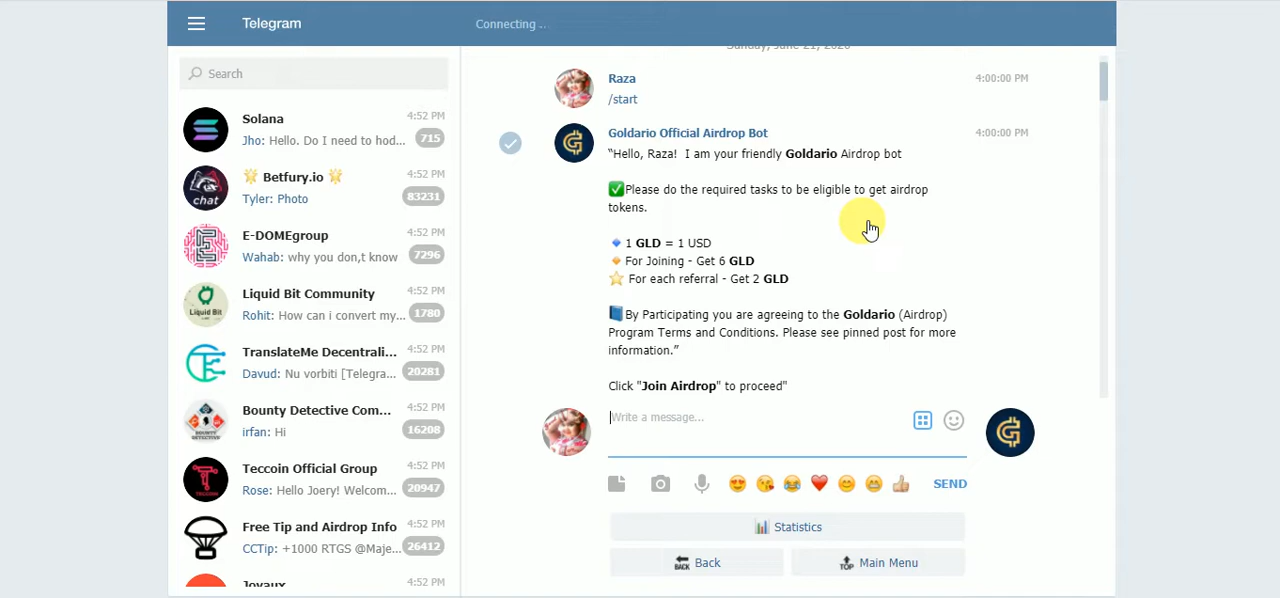 Telegram
Connecting ..
Search
Solana 4:52 PM
Jho: Hello. Do I need to hod... 715
Betfury.io 4:52 PM
Tyler: Photo 83231
E-DOMEgroup 4:52 PM
Wahab: why you don,t know 7296
Liquid Bit Community 4:52 PM
Rohit: How can i convert my... 1780
TranslateMe Decentrali... 4:52 PM
Davud: Nu vorbiti [Telegra... 20281
Bounty Detective Com... 4:52 PM
irfan: Hi 16208
Teccoin Official Group 4:52 PM
Rose: Hello Joery! Welcom... 20947
Free Tip and Airdrop Info 4:52 PM
CCTip: +1000 RTGS @Maje... 26412
Joyaux 4:52 PM
Sunday, June 21, 2020
Raza 4:00:00 PM
/start
Goldario Official Airdrop Bot 4:00:00 PM
“Hello, Raza! I am your friendly Goldario Airdrop bot
✅Please do the required tasks to be eligible to get airdrop
tokens.
🔹 1 GLD = 1 USD
🔸For Joining - Get 6 GLD
⭐ For each referral - Get 2 GLD
📘By Participating you are agreeing to the Goldario (Airdrop)
Program Terms and Conditions. Please see pinned post for more
information.”
Click "Join Airdrop" to proceed"
Write a message...
SEND
Statistics
BACK Back
TOP Main Menu